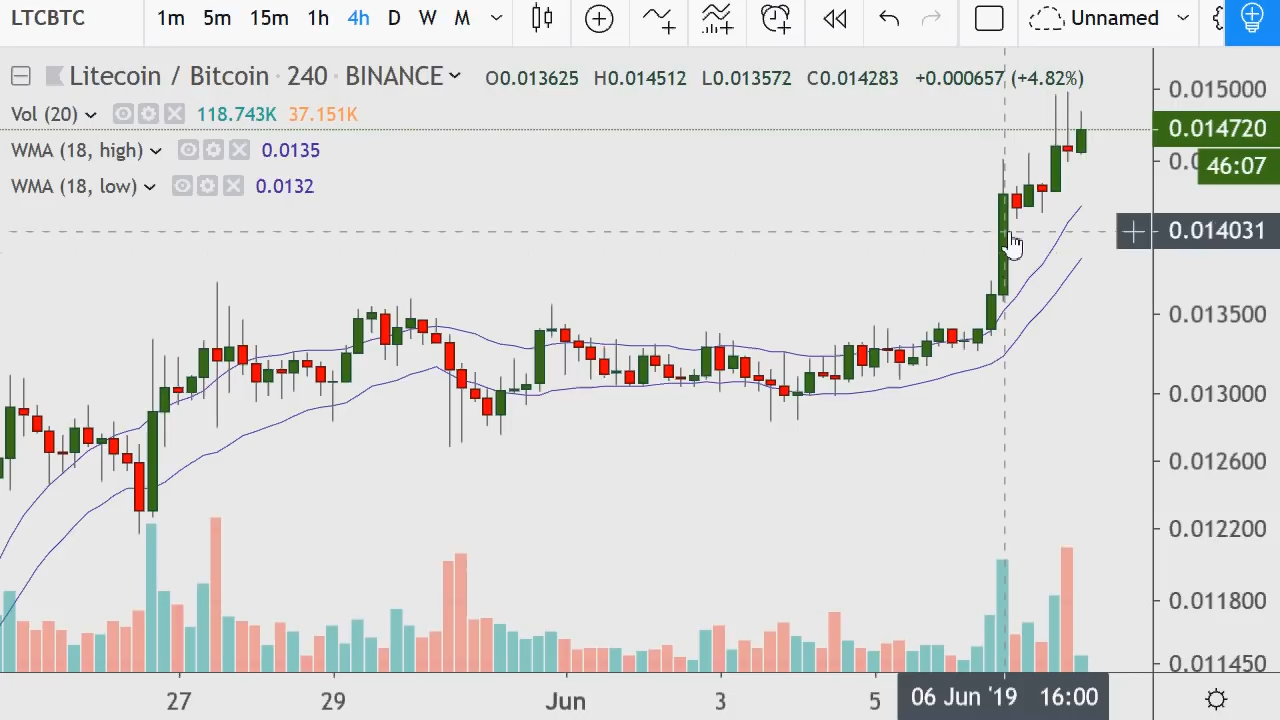 LTCBTC 1m 5m 15m 1h 4h D W M Unnamed
Litecoin / Bitcoin · 240 · BINANCE O0.013625 H0.014512 L0.013572 C0.014283 +0.000657 (+4.82%)
Vol (20) 118.743K 37.151K
WMA (18, high) 0.0135
WMA (18, low) 0.0132
0.015000
0.014720
46:07
0.014031
0.013500
0.013000
0.012600
0.012200
0.011800
0.011450
27 29 Jun 3 5 06 Jun '19 16:00